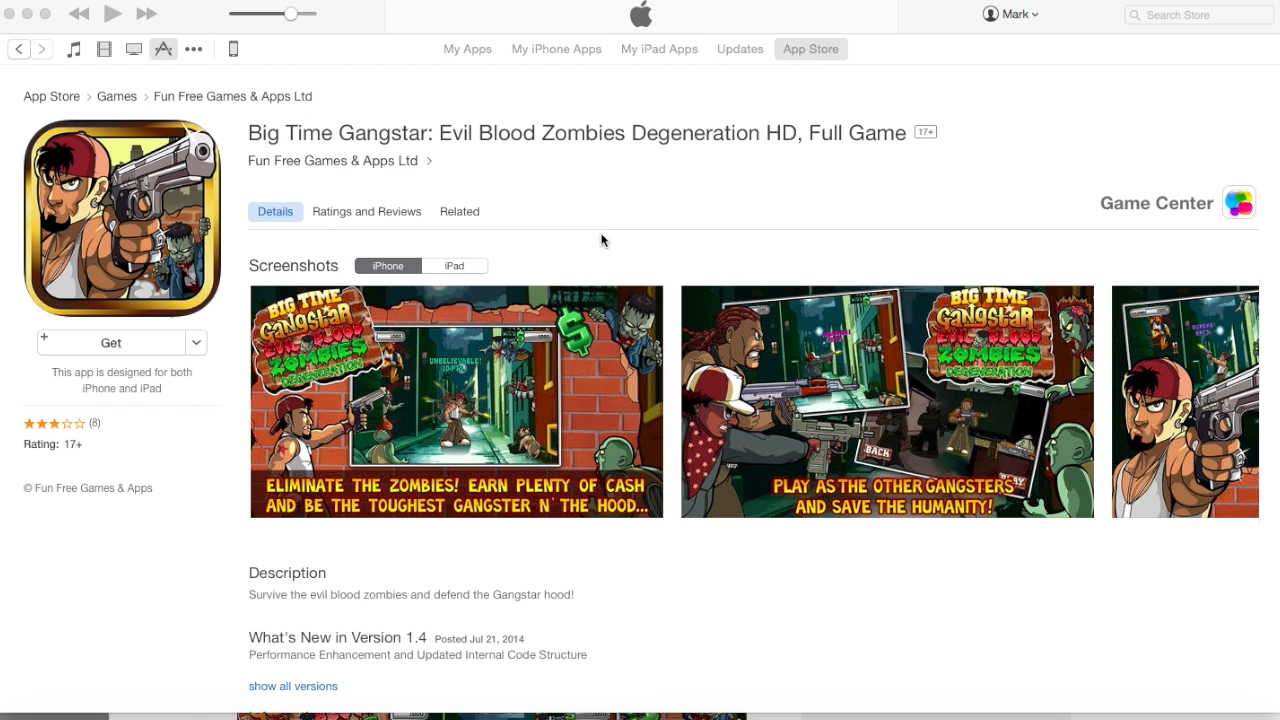 Mark
Search Store
My Apps
My iPhone Apps
My iPad Apps
Updates
App Store
App Store > Games > Fun Free Games & Apps Ltd
Big Time Gangstar: Evil Blood Zombies Degeneration HD, Full Game 17+
Fun Free Games & Apps Ltd >
Details
Ratings and Reviews
Related
Game Center
Screenshots
iPhone
iPad
BIG TIME
GANGSTAR
EVIL BLOOD
ZOMBIES
DEGENERATION
UNBELIEVABLE!
ELIMINATE THE ZOMBIES! EARN PLENTY OF CASH
AND BE THE TOUGHEST GANGSTER N' THE HOOD...
BIG TIME
GANGSTAR
EVIL BLOOD
ZOMBIES
DEGENERATION
BACK
PLAY AS THE OTHER GANGSTERS
AND SAVE THE HUMANITY!
+ Get
This app is designed for both
iPhone and iPad
(8)
Rating: 17+
© Fun Free Games & Apps
Description
Survive the evil blood zombies and defend the Gangstar hood!
What's New in Version 1.4 Posted Jul 21, 2014
Performance Enhancement and Updated Internal Code Structure
show all versions